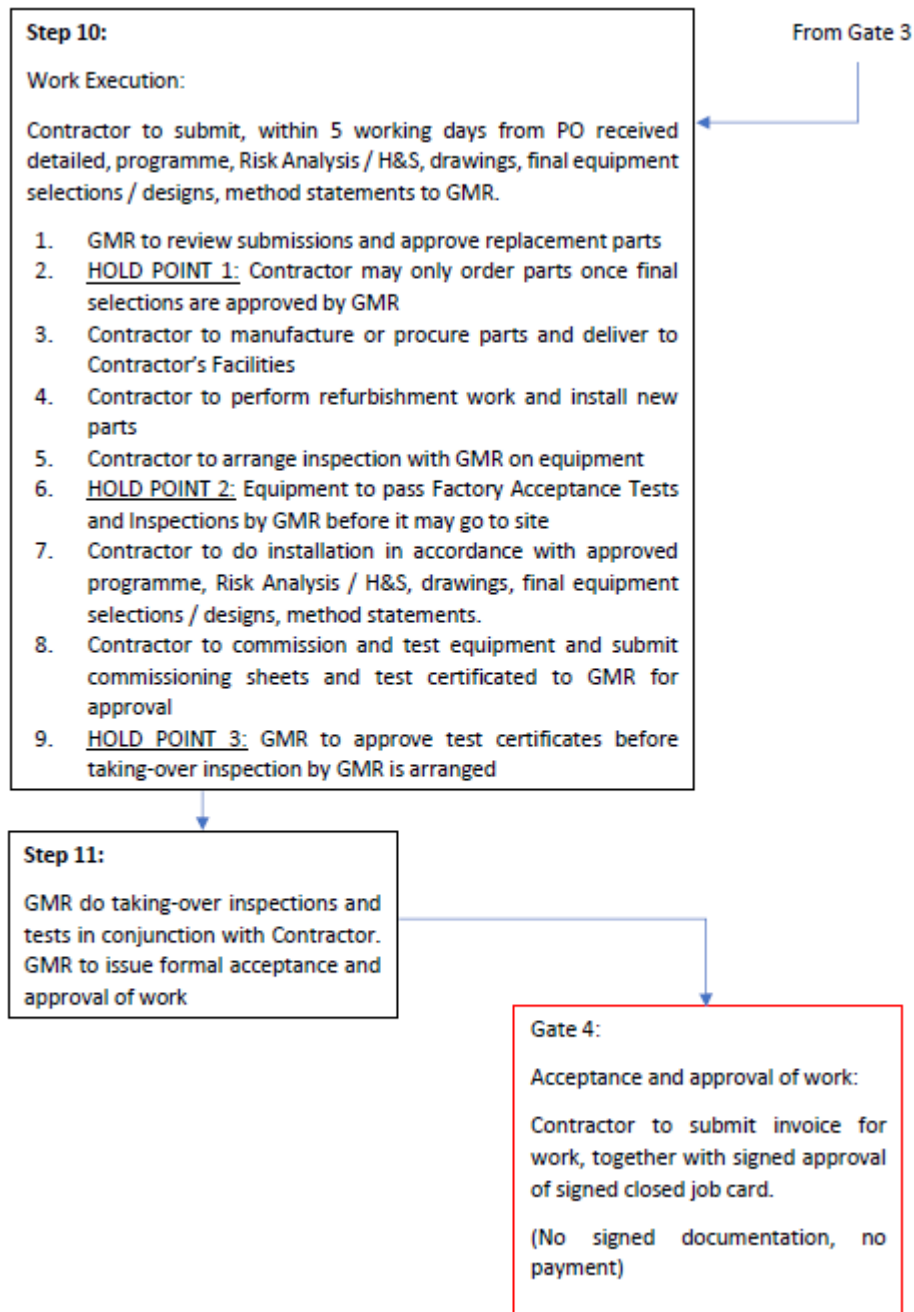 Step 10:
From Gate 3
Work Execution:
Contractor to submit, within 5 working days from PO received
detailed, programme, Risk Analysis / H&S, drawings, final equipment
selections / designs, method statements to GMR.
1. GMR to review submissions and approve replacement parts
2. HOLD POINT 1: Contractor may only order parts once final
selections are approved by GMR
3. Contractor to manufacture or procure parts and deliver to
Contractor's Facilities
4. Contractor to perform refurbishment work and install new
parts
5. Contractor to arrange inspection with GMR on equipment
6. HOLD POINT 2: Equipment to pass Factory Acceptance Tests
and Inspections by GMR before it may go to site
7. Contractor to do installation in accordance with approved
programme, Risk Analysis / H&S, drawings, final equipment
selections / designs, method statements.
8. Contractor to commission and test equipment and submit
commissioning sheets and test certificated to GMR for
approval
9. HOLD POINT 3: GMR to approve test certificates before
taking-over inspection by GMR is arranged
Step 11:
GMR do taking-over inspections and
tests in conjunction with Contractor.
GMR to issue formal acceptance and
approval of work
Gate 4:
Acceptance and approval of work:
Contractor to submit invoice for
work, together with signed approval
of signed closed job card.
(No signed documentation, no
payment)